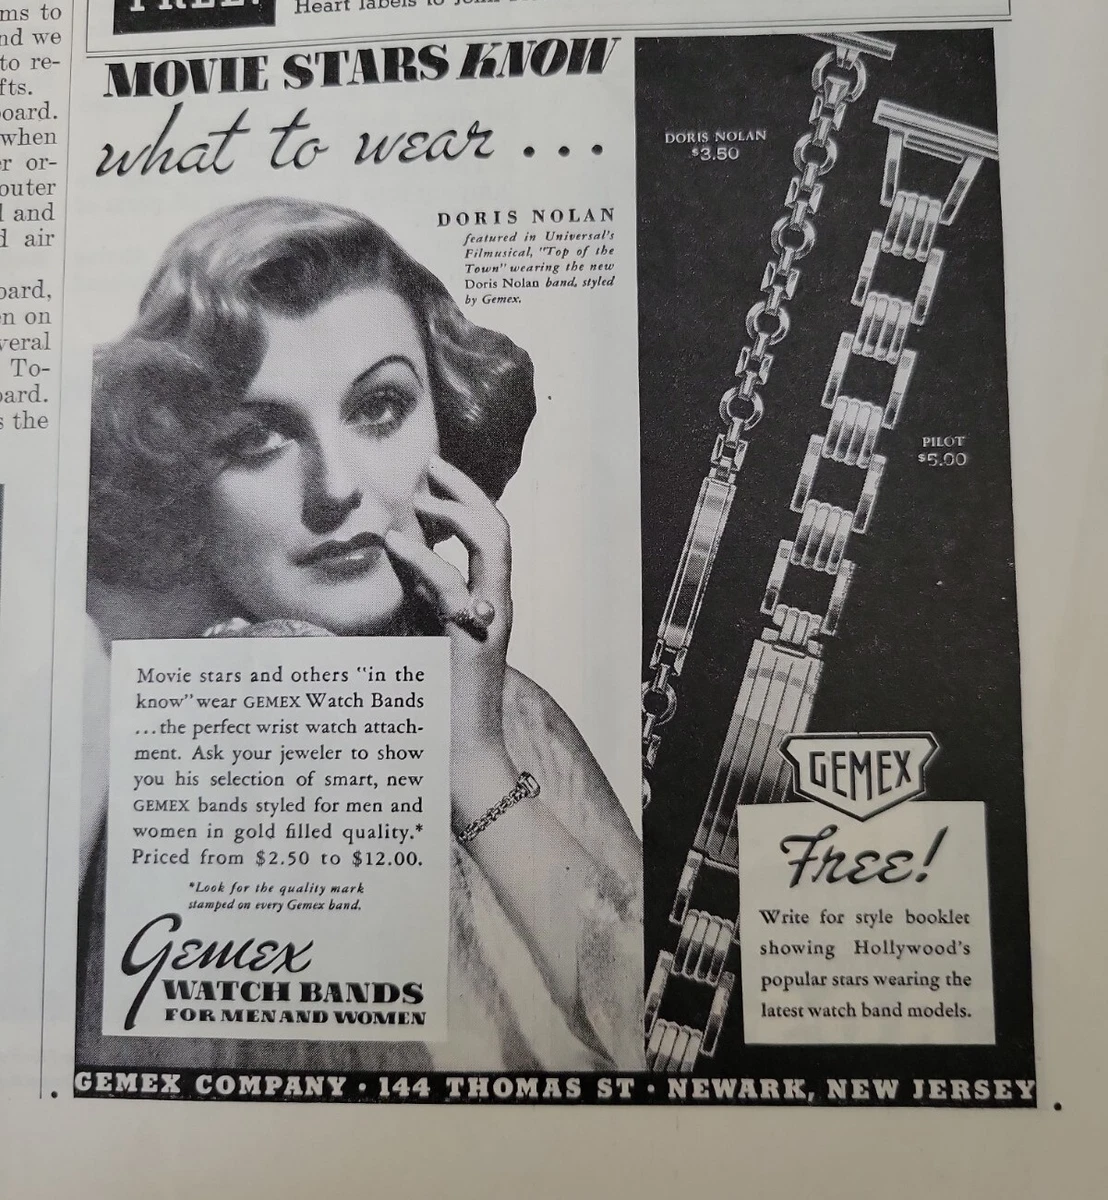 ms to
nd we
to re-
fts.
oard.
when
er or-
outer
l and
d air
oard,
en on
veral
To-
oard.
s the
FREE!
MOVIE STARS KNOW
what to wear...
DORIS NOLAN
featured in Universal's
Filmusical, "Top of the
Town" wearing the new
Doris Nolan band, styled
by Gemex.
DORIS NOLAN
$3.50
PILOT
$5.00
Movie stars and others "in the
know" wear GEMEX Watch Bands
...the perfect wrist watch attach-
ment. Ask your jeweler to show
you his selection of smart, new
GEMEX bands styled for men and
women in gold filled quality.*
Priced from $2.50 to $12.00.
*Look for the quality mark
stamped on every Gemex band.
Gemex
WATCH BANDS
FOR MEN AND WOMEN
GEMEX
Free!
Write for style booklet
showing Hollywood's
popular stars wearing the
latest watch band models.
GEMEX COMPANY · 144 THOMAS ST · NEWARK, NEW JERSEY